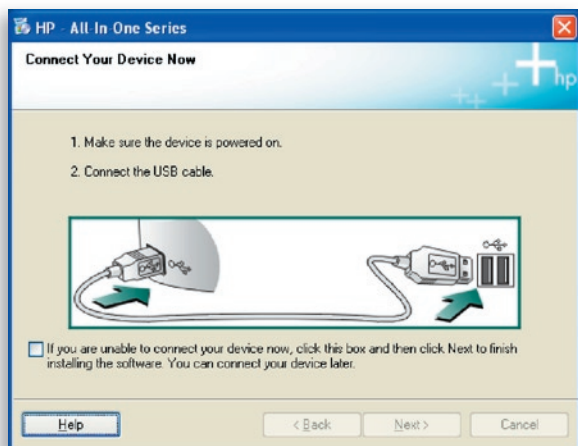 HP - All-In-One Series
Connect Your Device Now
hp
1. Make sure the device is powered on.
2. Connect the USB cable.
If you are unable to connect your device now, click this box and then click Next to finish
installing the software. You can connect your device later.
Help
< Back
Next >
Cancel